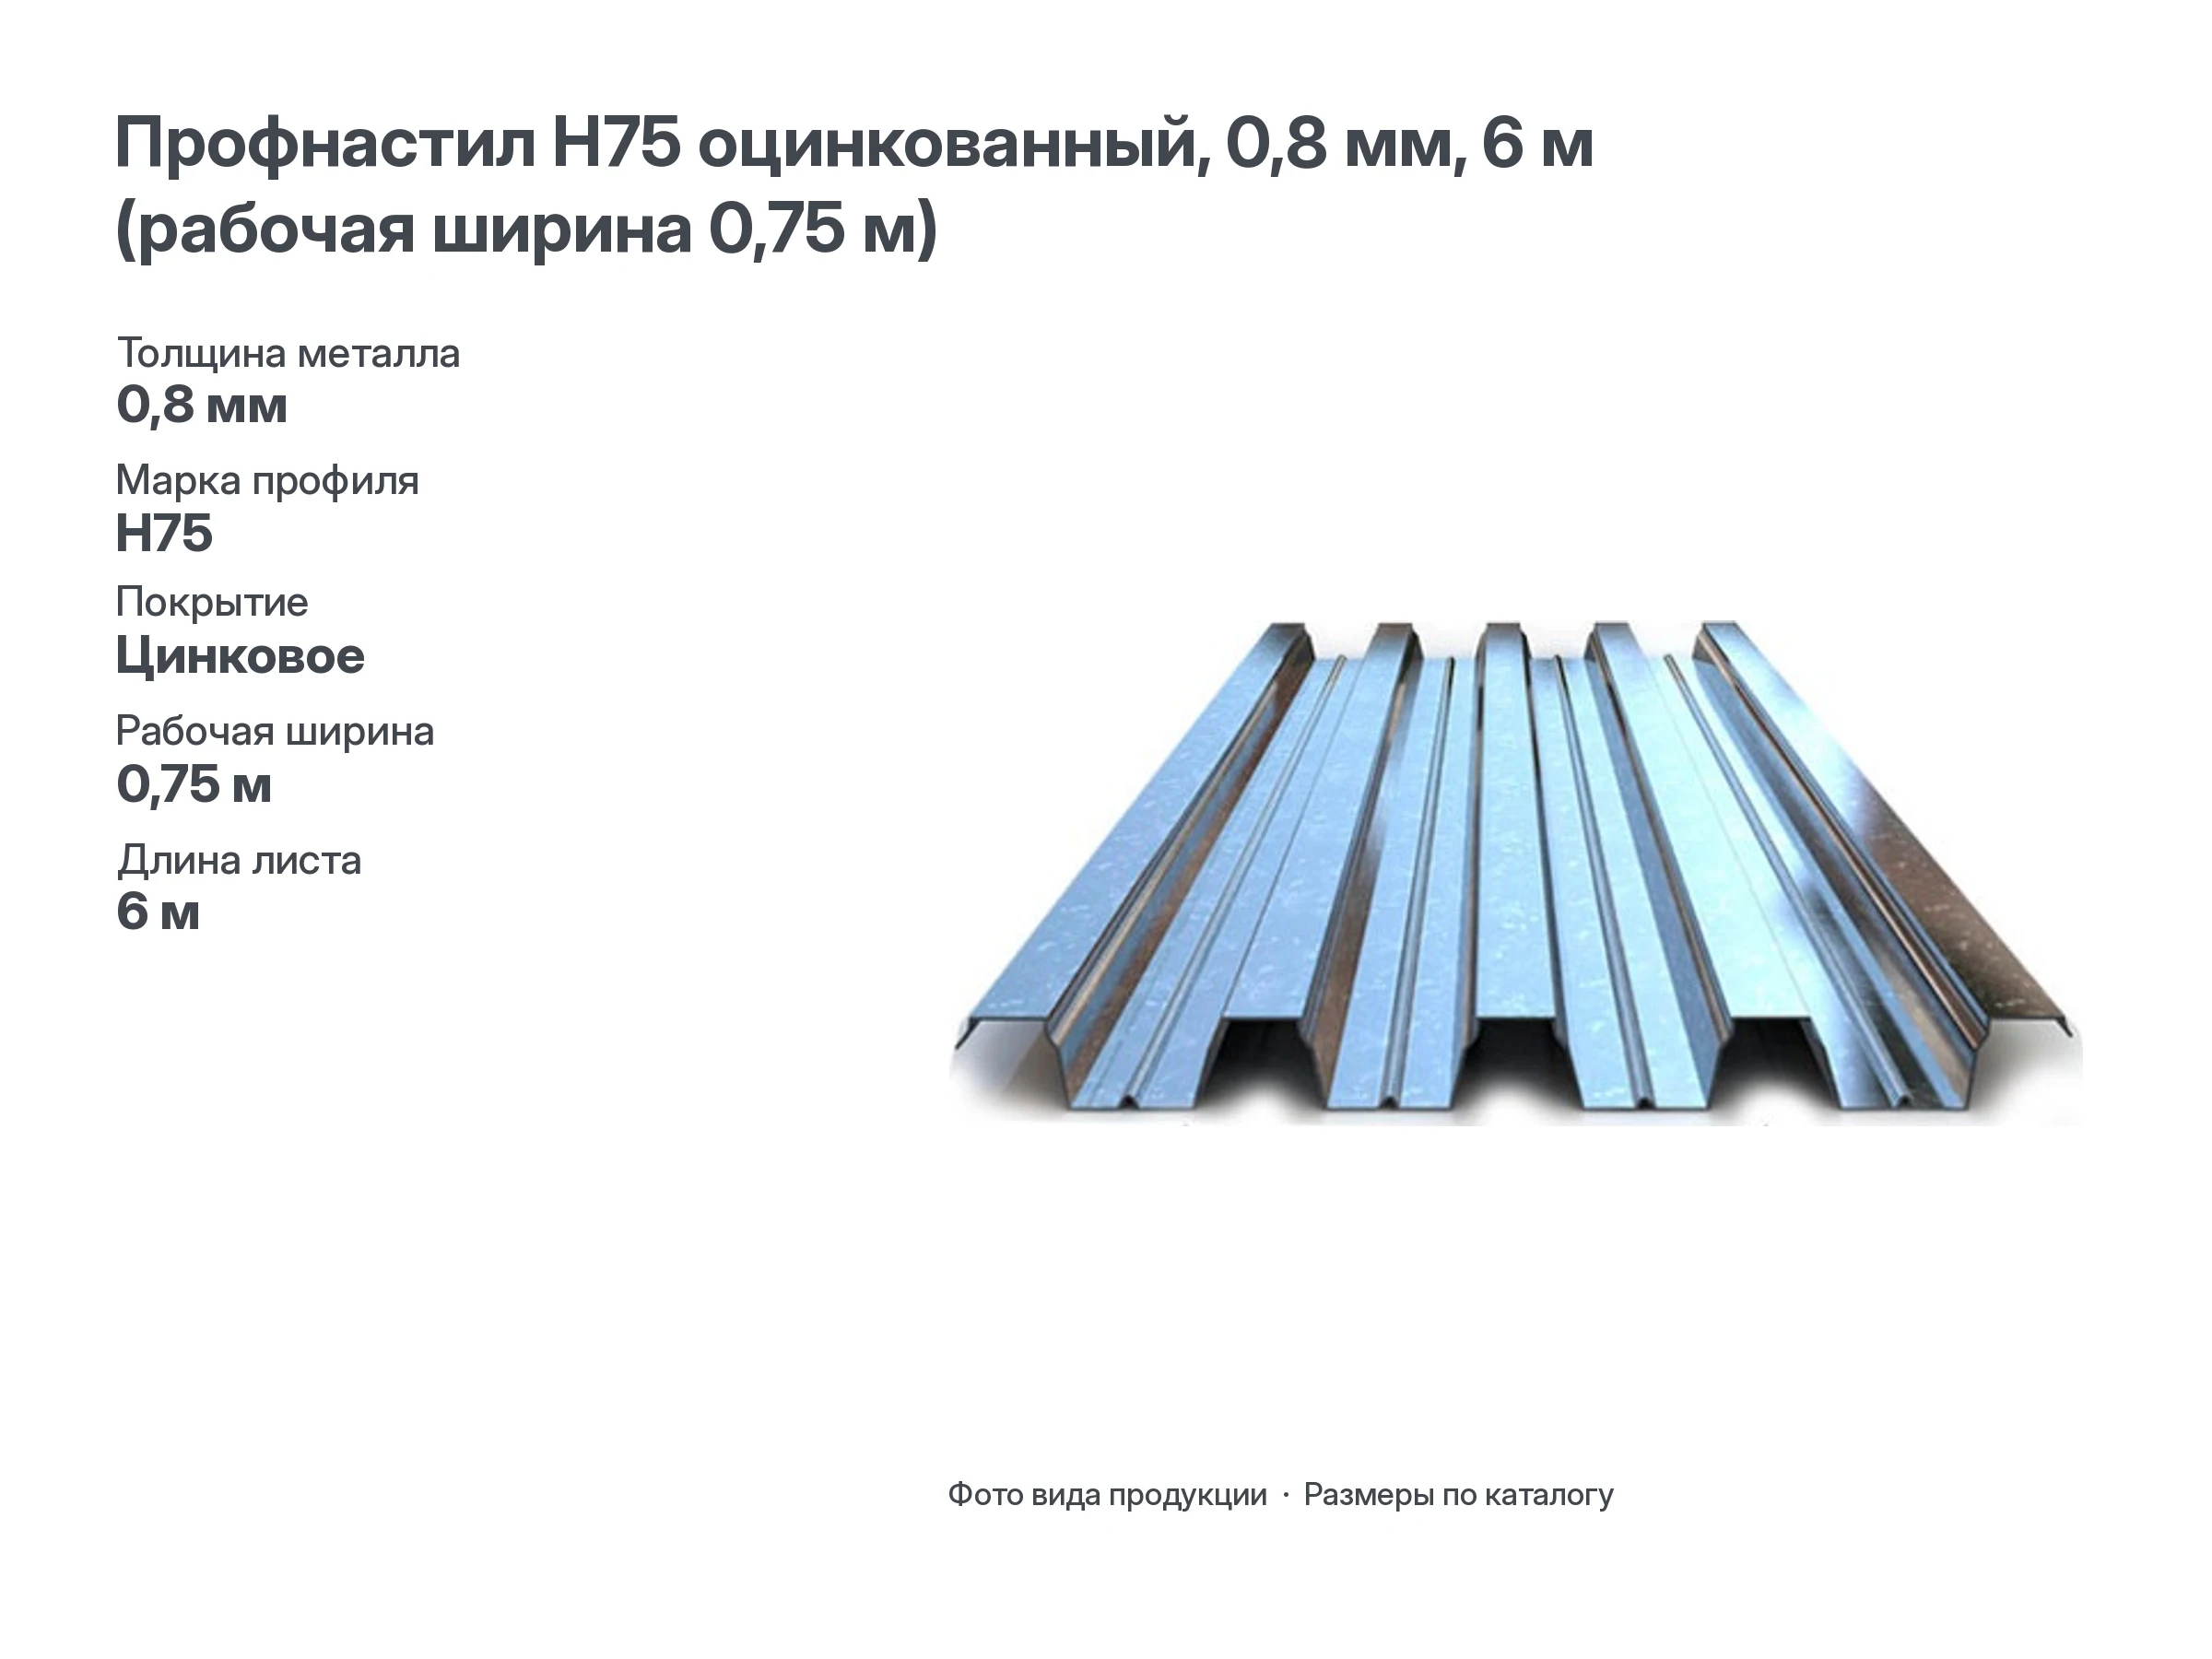 Профнастил Н75 оцинкованный, 0,8 мм, 6 м
(рабочая ширина 0,75 м)
Толщина металла
0,8 мм
Марка профиля
Н75
Покрытие
Цинковое
Рабочая ширина
0,75 м
Длина листа
6 м
Фото вида продукции · Размеры по каталогу